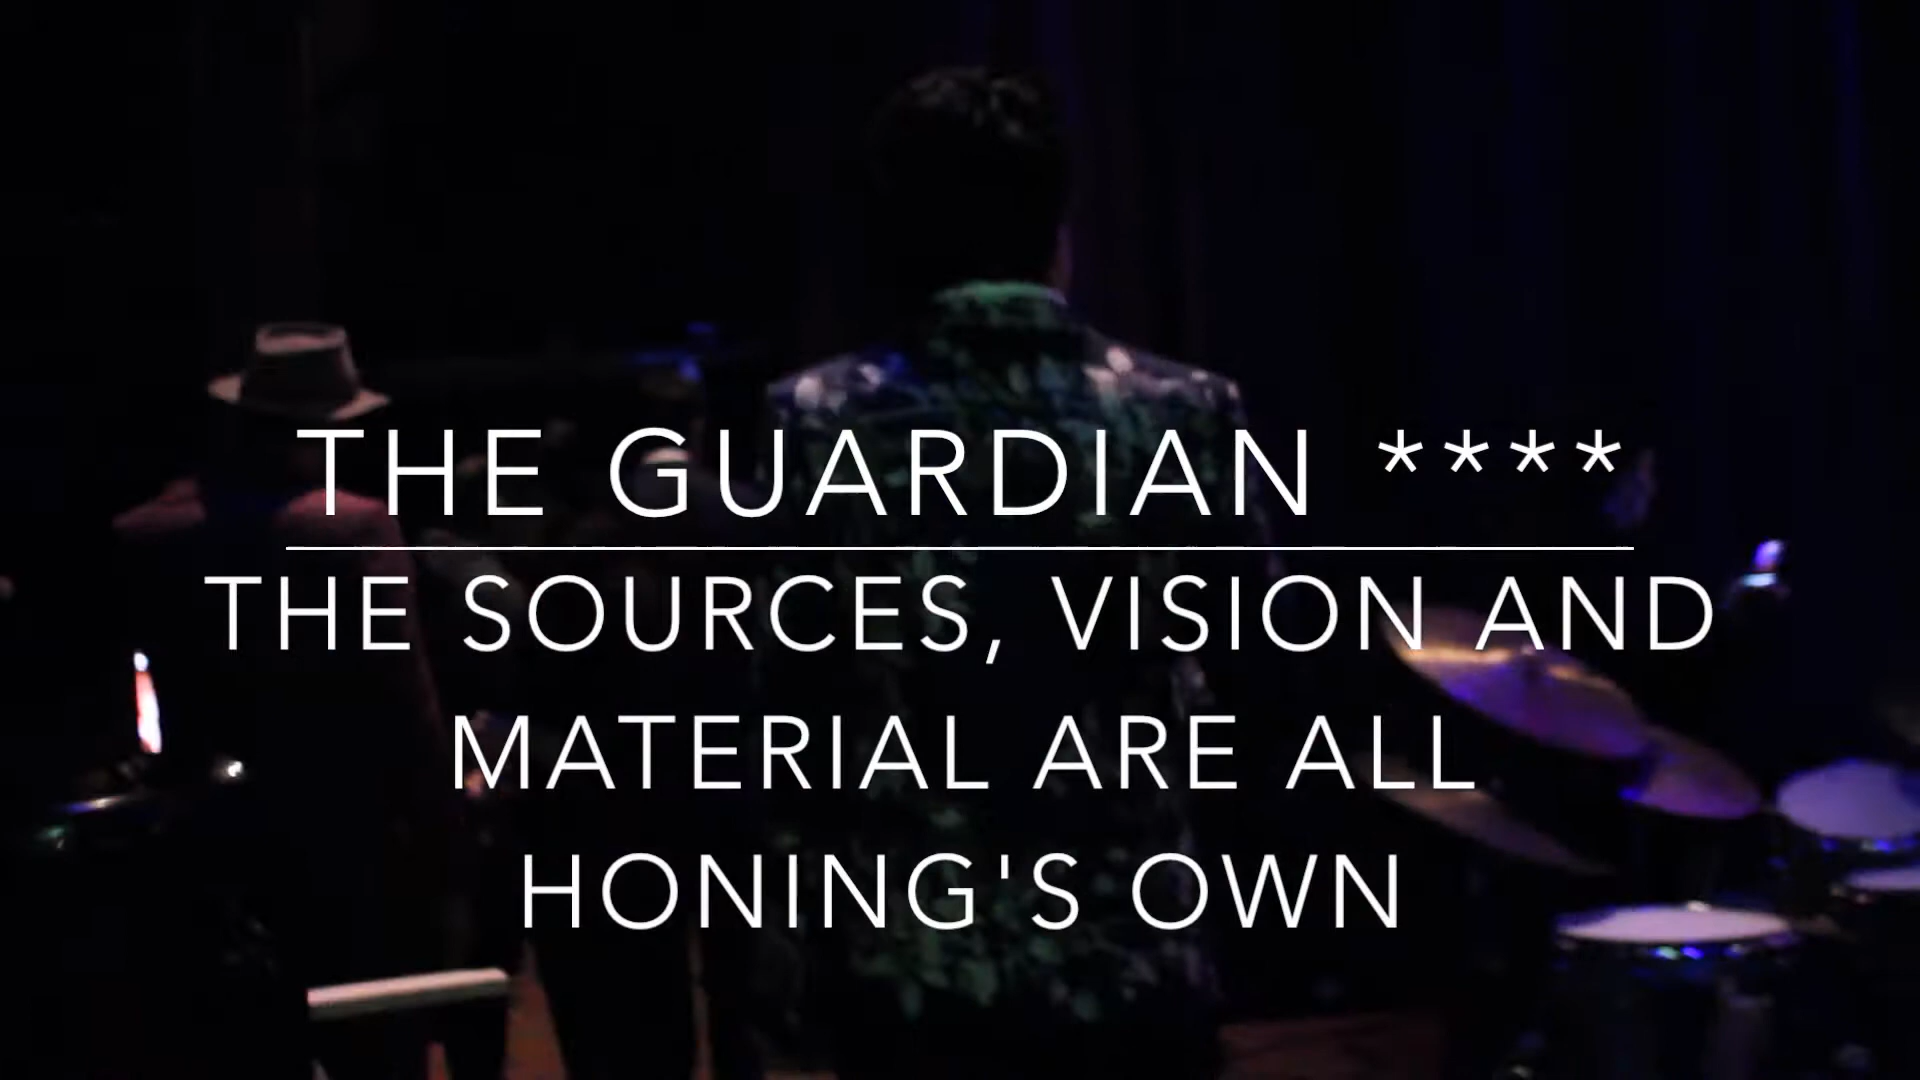 THE GUARDIAN ****
THE SOURCES, VISION AND
MATERIAL ARE ALL
HONING'S OWN